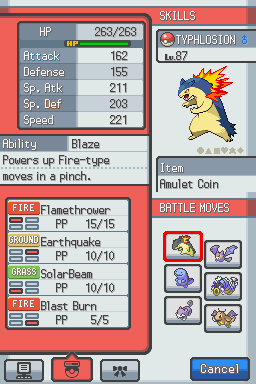 SKILLS
HP 263/263
HP
Attack 162
Defense 155
Sp. Atk 211
Sp. Def 203
Speed 221
TYPHLOSION ♂
Lv.87
Ability Blaze
Powers up Fire-type
moves in a pinch.
Item
Amulet Coin
BATTLE MOVES
FIRE Flamethrower
PP 15/15
GROUND Earthquake
PP 10/10
GRASS SolarBeam
PP 10/10
FIRE Blast Burn
PP 5/5
Cancel